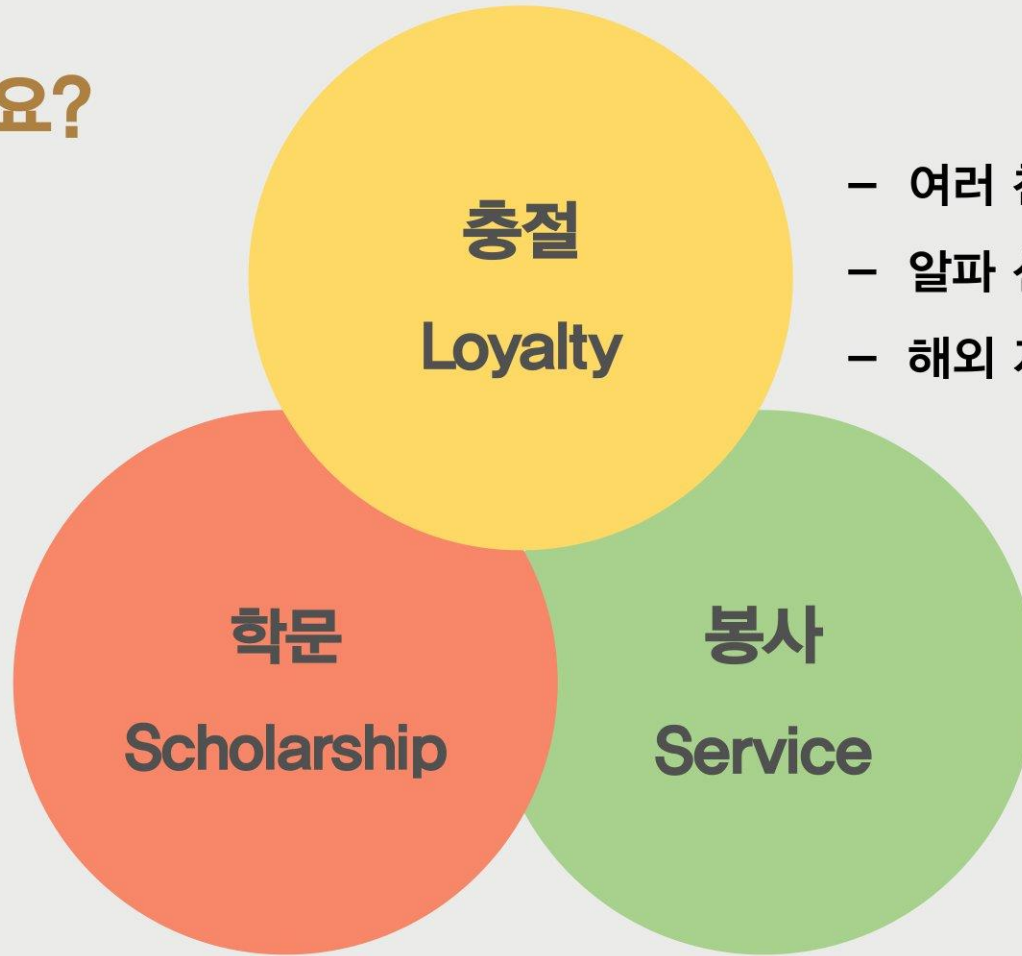 요?
충절
Loyalty
– 여러
– 알파
– 해외
학문
Scholarship
봉사
Service